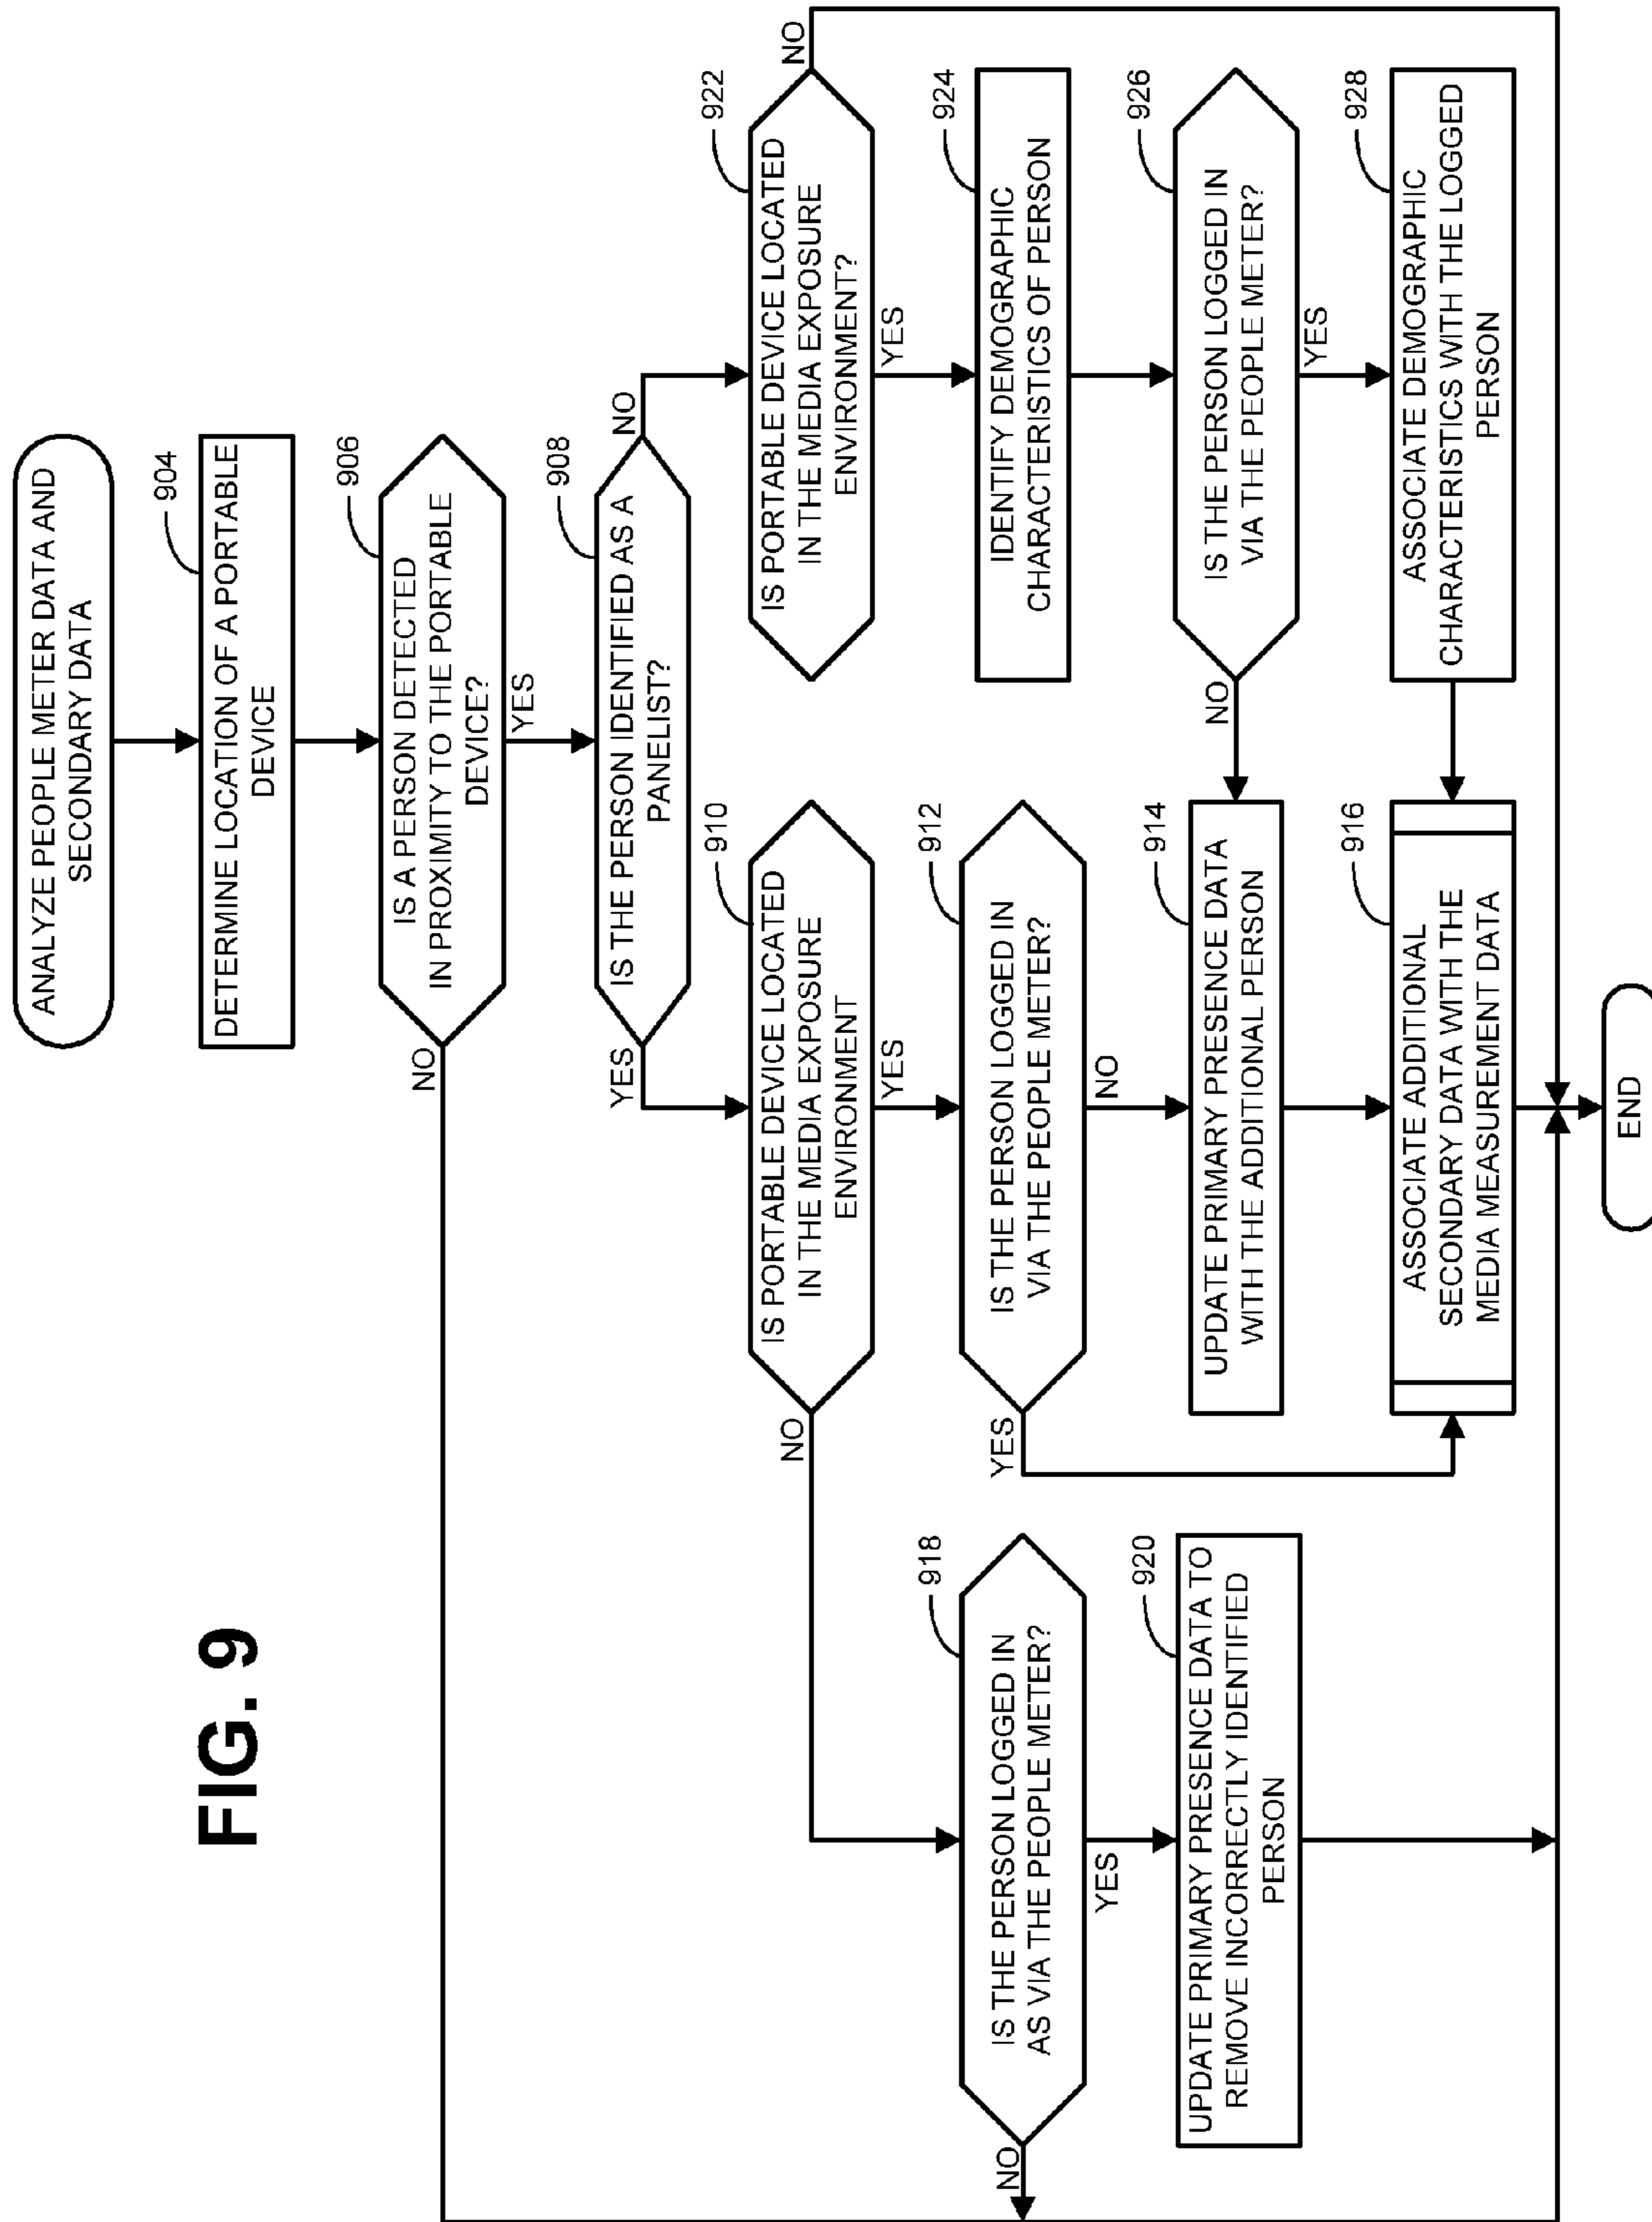 FIG. 9
ANALYZE PEOPLE METER DATA AND
SECONDARY DATA
904
DETERMINE LOCATION OF A PORTABLE
DEVICE
906
IS A PERSON DETECTED
IN PROXIMITY TO THE PORTABLE
DEVICE?
NO
YES
908
IS THE PERSON IDENTIFIED AS A
PANELIST?
YES
NO
910
IS PORTABLE DEVICE LOCATED
IN THE MEDIA EXPOSURE
ENVIRONMENT
NO
YES
912
IS THE PERSON LOGGED IN
VIA THE PEOPLE METER?
YES
NO
914
UPDATE PRIMARY PRESENCE DATA
WITH THE ADDITIONAL PERSON
916
ASSOCIATE ADDITIONAL
SECONDARY DATA WITH THE
MEDIA MEASUREMENT DATA
918
IS THE PERSON LOGGED IN
AS VIA THE PEOPLE METER?
NO
YES
920
UPDATE PRIMARY PRESENCE DATA TO
REMOVE INCORRECTLY IDENTIFIED
PERSON
922
IS PORTABLE DEVICE LOCATED
IN THE MEDIA EXPOSURE
ENVIRONMENT?
NO
YES
924
IDENTIFY DEMOGRAPHIC
CHARACTERISTICS OF PERSON
926
IS THE PERSON LOGGED IN
VIA THE PEOPLE METER?
NO
YES
928
ASSOCIATE DEMOGRAPHIC
CHARACTERISTICS WITH THE LOGGED
PERSON
END